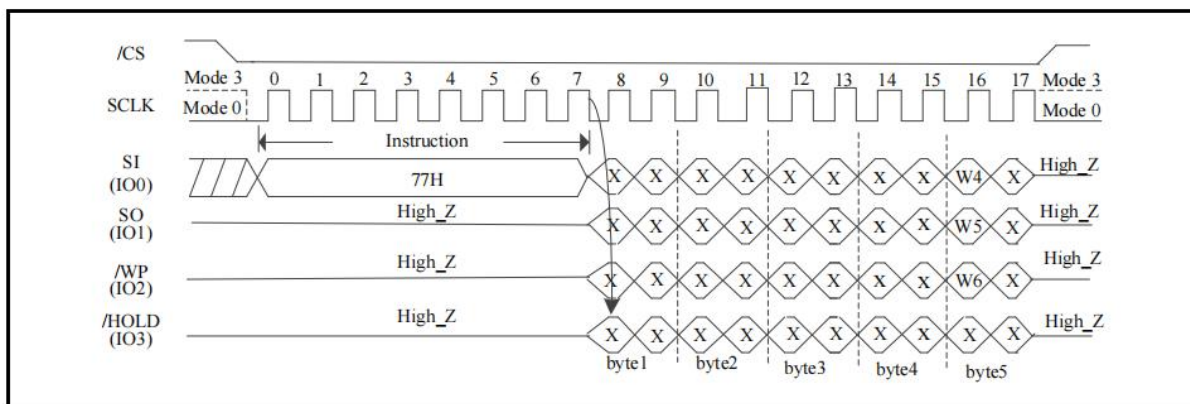 /CS
Mode 3 0 1 2 3 4 5 6 7 8 9 10 11 12 13 14 15 16 17 Mode 3
SCLK Mode 0 Mode 0
Instruction
SI
(IO0) 77H X X X X X X X X W4 X High_Z
SO
(IO1) High_Z X X X X X X X X W5 X High_Z
/WP
(IO2) High_Z X X X X X X X X W6 X High_Z
/HOLD
(IO3) High_Z X X X X X X X X X X High_Z
byte1 byte2 byte3 byte4 byte5